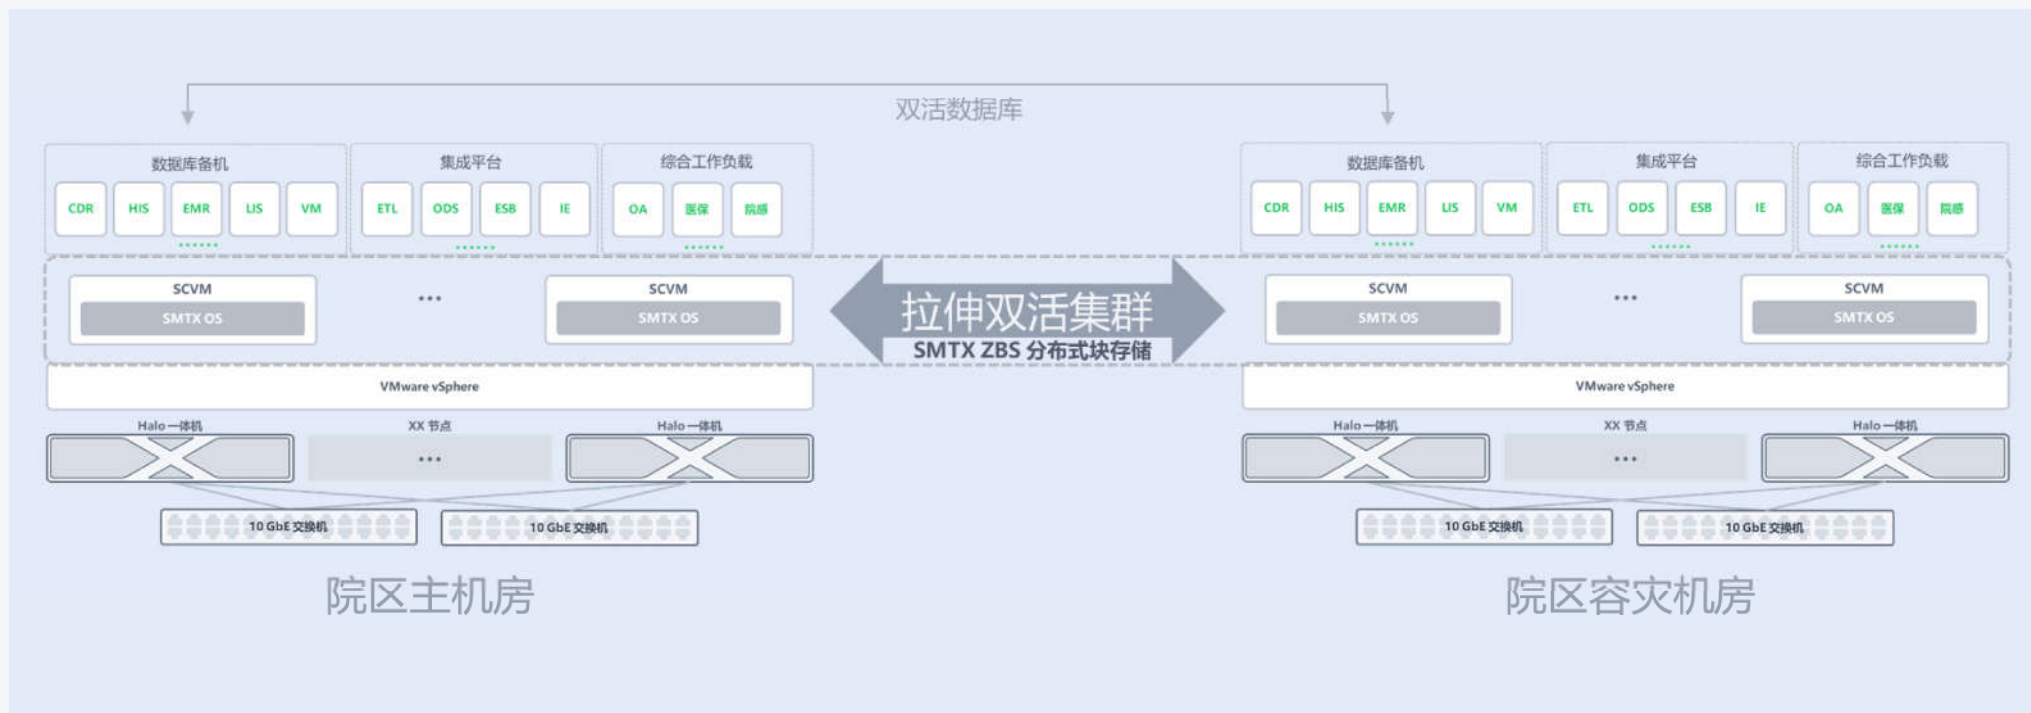 双活数据库
数据库备机
集成平台
综合工作负载
CDR HIS EMR LIS VM
ETL ODS ESB IE
OA 医保 院感
数据库备机
集成平台
综合工作负载
CDR HIS EMR LIS VM
ETL ODS ESB IE
OA 医保 院感
SCVM
SMTX OS
...
SCVM
SMTX OS
拉伸双活集群
SMTX ZBS 分布式块存储
SCVM
SMTX OS
...
SCVM
SMTX OS
VMware vSphere
VMware vSphere
Halo 一体机
XX 节点
...
Halo 一体机
Halo 一体机
XX 节点
...
Halo 一体机
10 GbE 交换机
10 GbE 交换机
10 GbE 交换机
10 GbE 交换机
院区主机房
院区容灾机房